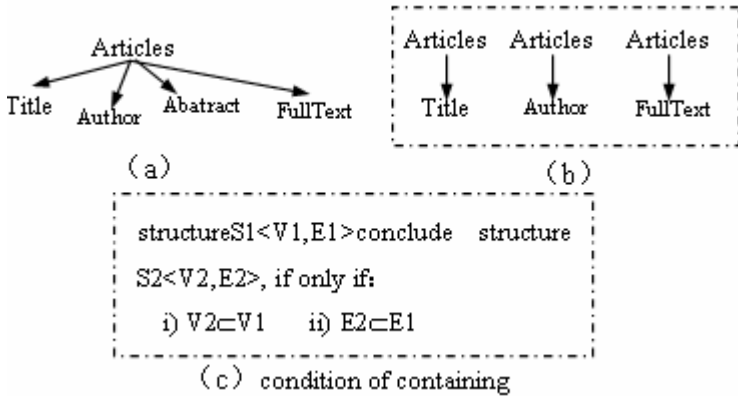 Articles
Title Author Abatract FullText
(a)
Articles Articles Articles
Title Author FullText
(b)
structureS1<V1,E1>conclude structure
S2<V2,E2>, if only if:
i) V2⊂V1 ii) E2⊂E1
(c) condition of containing